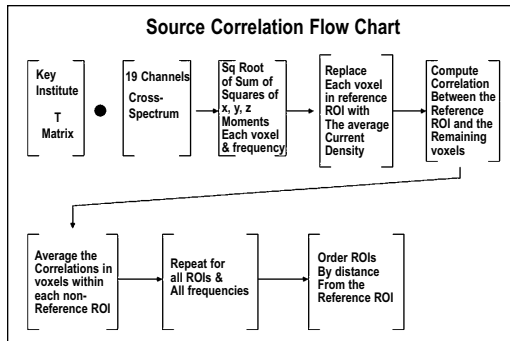 Source Correlation Flow Chart
Key
Institute
T
Matrix
19 Channels
Cross-
Spectrum
Sq Root
of Sum of
Squares of
x, y, z
Moments
Each voxel
& frequency
Replace
Each voxel
in reference
ROI with
The average
Current
Density
Compute
Correlation
Between the
Reference
ROI and the
Remaining
voxels
Average the
Correlations in
voxels within
each non-
Reference ROI
Repeat for
all ROIs &
All frequencies
Order ROIs
By distance
From the
Reference ROI